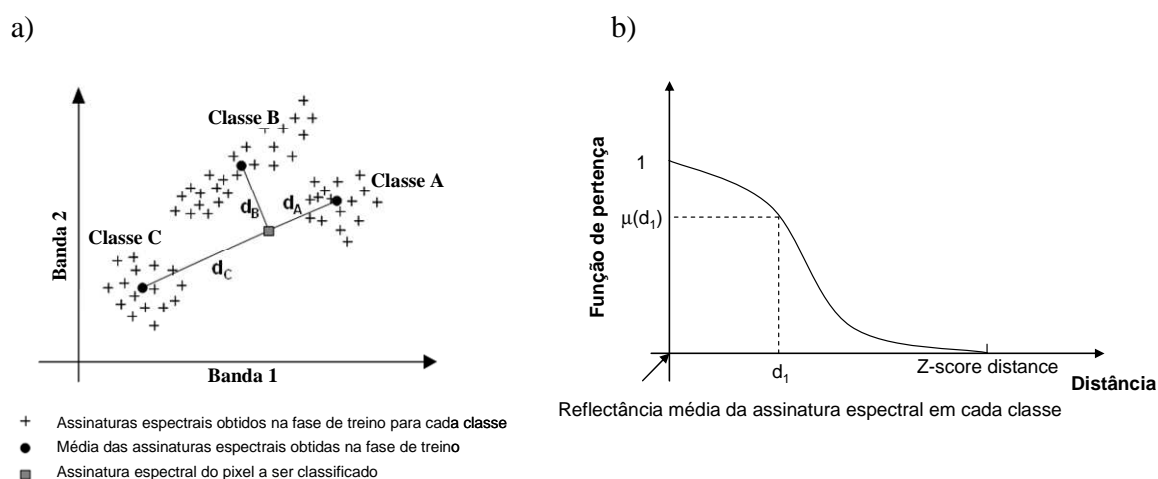 a)
b)
Classe B
Classe A
Classe C
d_B
d_A
d_C
Banda 2
Banda 1
+ Assinaturas espectrais obtidos na fase de treino para cada classe
● Média das assinaturas espectrais obtidas na fase de treino
■ Assinatura espectral do pixel a ser classificado
Função de pertença
1
μ(d₁)
d₁
Z-score distance
Distância
Reflectância média da assinatura espectral em cada classe